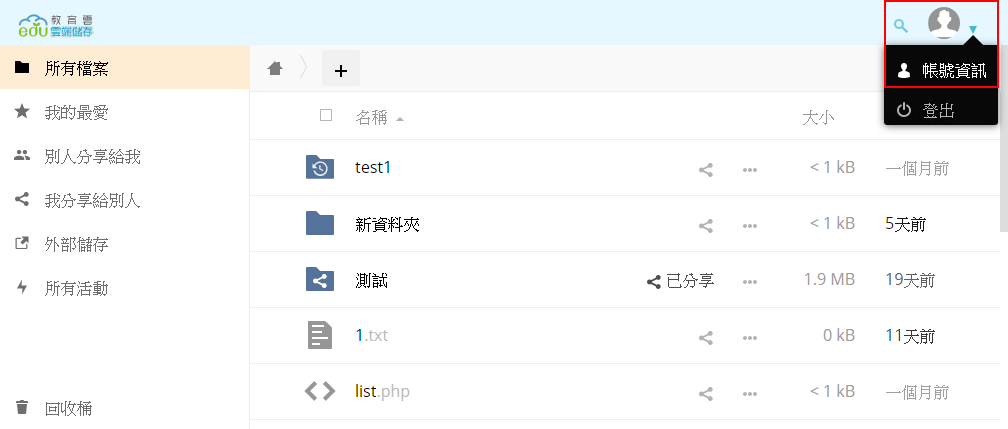 教育雲
edu 雲端儲存
帳號資訊
登出
所有檔案
我的最愛
別人分享給我
我分享給別人
外部儲存
所有活動
回收桶
名稱 大小
test1 < 1 kB 一個月前
新資料夾 < 1 kB 5天前
測試 已分享 1.9 MB 19天前
1.txt 0 kB 11天前
list.php < 1 kB 一個月前